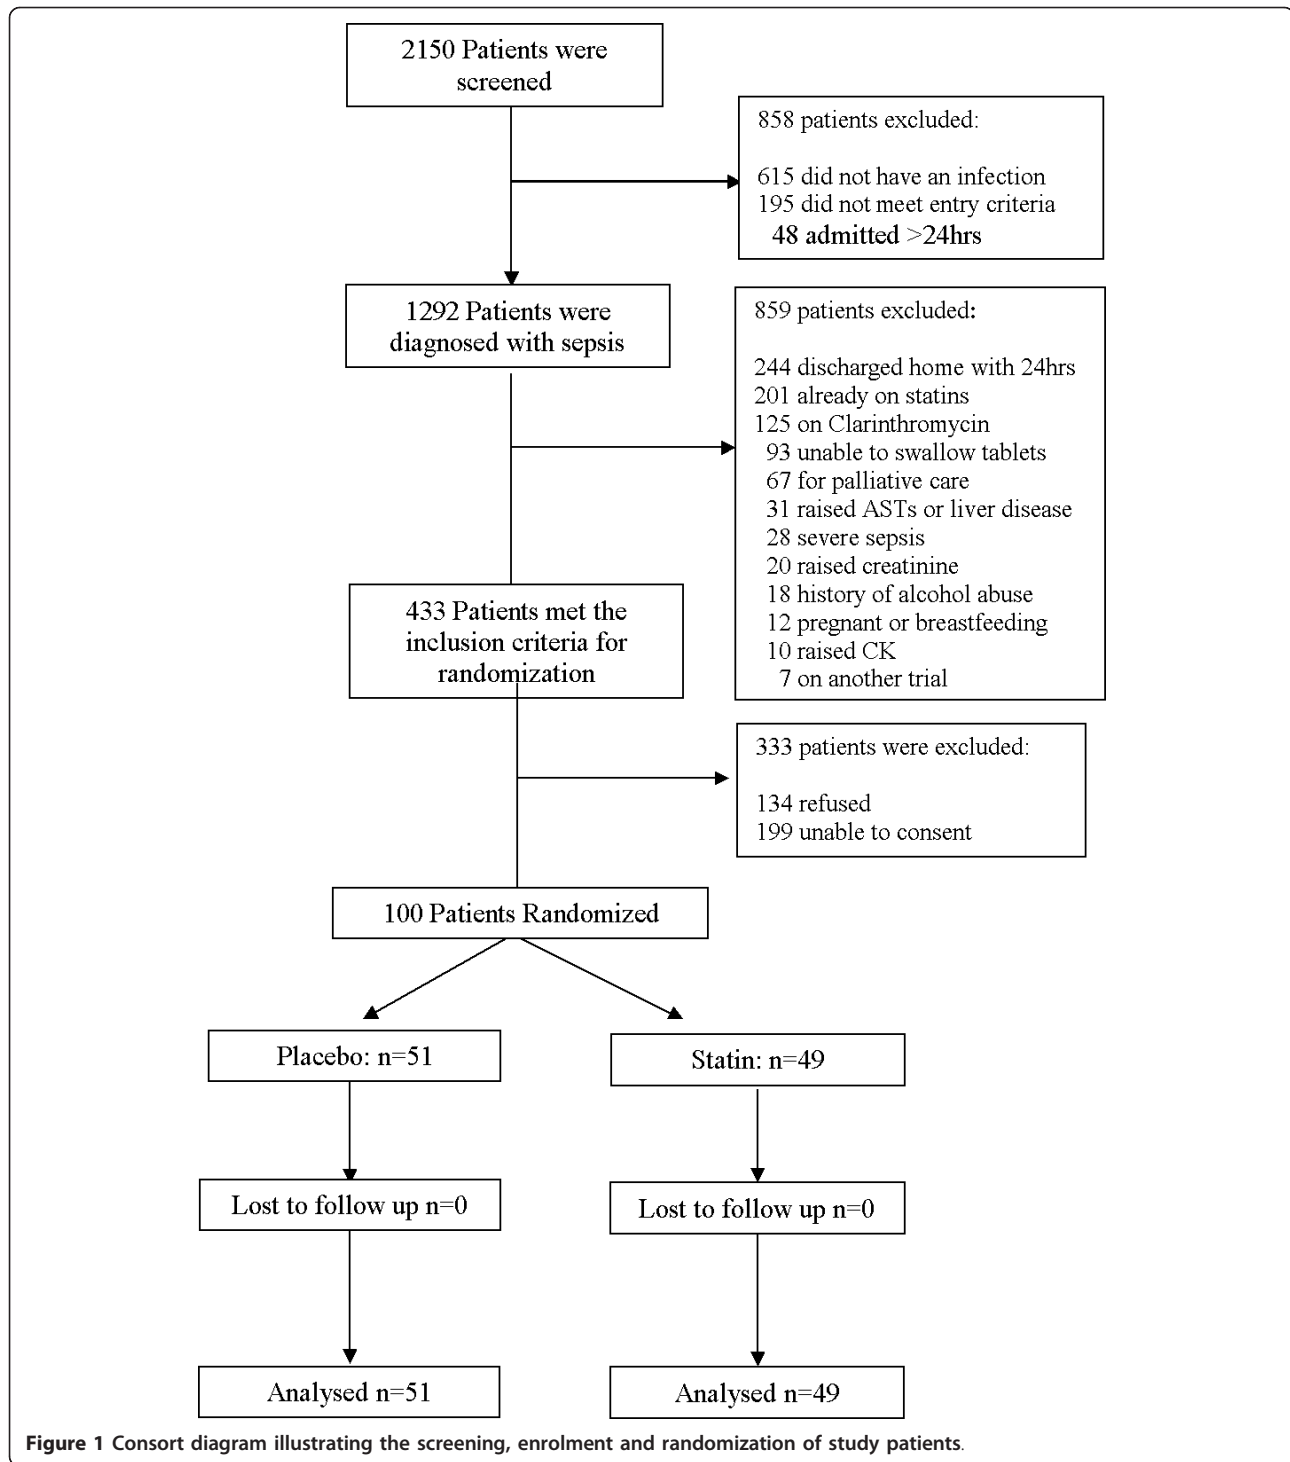 2150 Patients were
screened
858 patients excluded:
615 did not have an infection
195 did not meet entry criteria
48 admitted >24hrs
1292 Patients were
diagnosed with sepsis
859 patients excluded:
244 discharged home with 24hrs
201 already on statins
125 on Clarinthromycin
93 unable to swallow tablets
67 for palliative care
31 raised ASTs or liver disease
28 severe sepsis
20 raised creatinine
18 history of alcohol abuse
12 pregnant or breastfeeding
10 raised CK
7 on another trial
433 Patients met the
inclusion criteria for
randomization
333 patients were excluded:
134 refused
199 unable to consent
100 Patients Randomized
Placebo: n=51
Statin: n=49
Lost to follow up n=0
Lost to follow up n=0
Analysed n=51
Analysed n=49
Figure 1 Consort diagram illustrating the screening, enrolment and randomization of study patients.